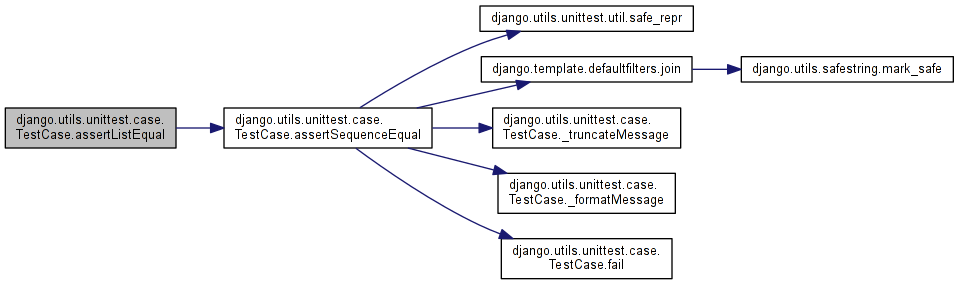 django.utils.unittest.util.safe_repr
django.template.defaultfilters.join
django.utils.safestring.mark_safe
django.utils.unittest.case.
TestCase.assertListEqual
django.utils.unittest.case.
TestCase.assertSequenceEqual
django.utils.unittest.case.
TestCase._truncateMessage
django.utils.unittest.case.
TestCase._formatMessage
django.utils.unittest.case.
TestCase.fail